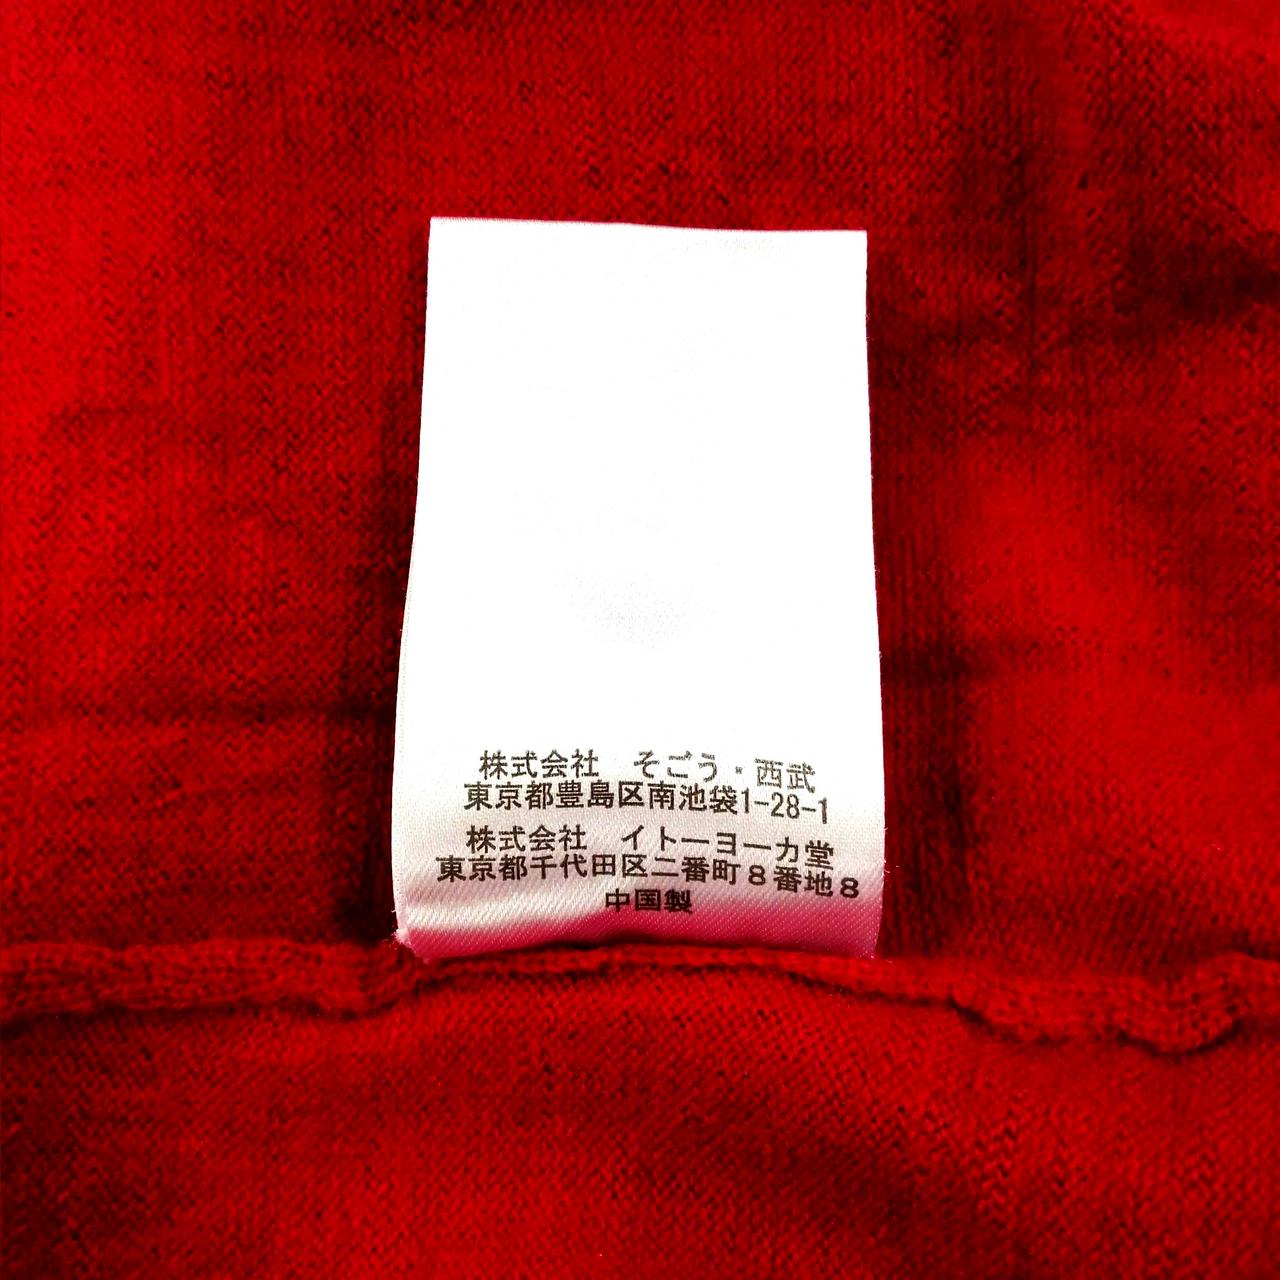 株式会社　そごう・西武
東京都豊島区南池袋1-28-1
株式会社　イトーヨーカ堂
東京都千代田区二番町８番地８
中国製